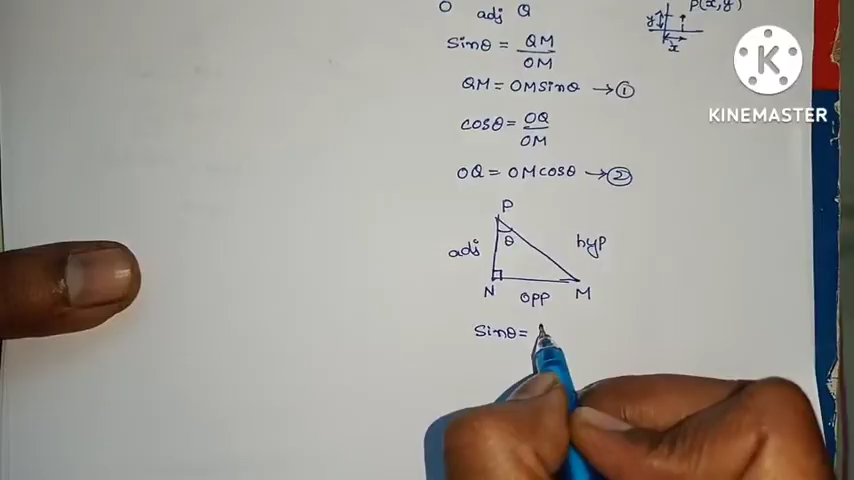 O adj Q
P(x,y)
y
x
sinθ = QM
OM
QM = OMsinθ → ①
cosθ = OQ
OM
OQ = OMcosθ → ②
P
θ
adj
hyp
N
opp
M
sinθ =
KINEMASTER